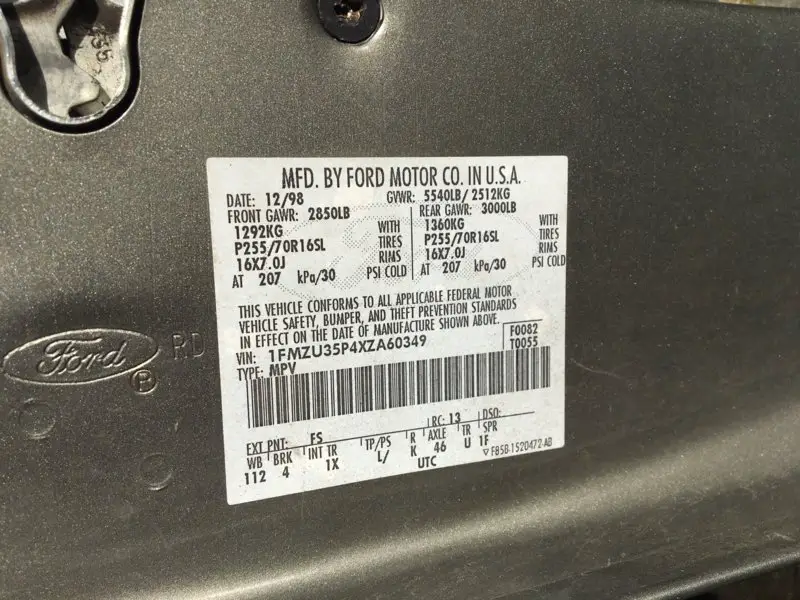 MFD. BY FORD MOTOR CO. IN U.S.A.
DATE: 12/98 GVWR: 5540LB/2512KG
FRONT GAWR: 2850LB REAR GAWR: 3000LB
1292KG WITH 1360KG WITH
P255/70R16SL TIRES P255/70R16SL TIRES
16X7.0J RIMS 16X7.0J RIMS
AT 207 kPa/30 PSI COLD AT 207 kPa/30 PSI COLD
THIS VEHICLE CONFORMS TO ALL APPLICABLE FEDERAL MOTOR
VEHICLE SAFETY, BUMPER, AND THEFT PREVENTION STANDARDS
IN EFFECT ON THE DATE OF MANUFACTURE SHOWN ABOVE.
VIN: 1FMZU35P4XZA60349 F0082
TYPE: MPV T0055
EXT PNT: FS RC: 13 DSO:
WB BRK INT TR TP/PS R AXLE TR SPR
112 4 1X L/ K 46 U 1F
UTC F85B-1520472-AB
Ford R RD
55